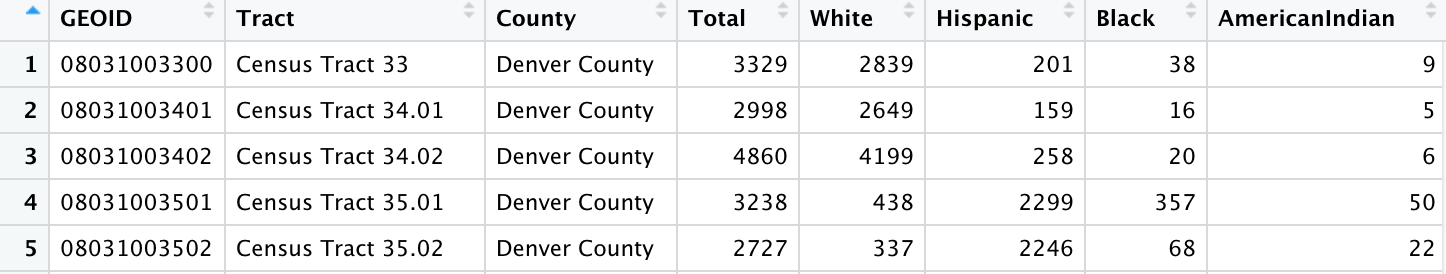 GEOID Tract County Total White Hispanic Black AmericanIndian
1 08031003300 Census Tract 33 Denver County 3329 2839 201 38 9
2 08031003401 Census Tract 34.01 Denver County 2998 2649 159 16 5
3 08031003402 Census Tract 34.02 Denver County 4860 4199 258 20 6
4 08031003501 Census Tract 35.01 Denver County 3238 438 2299 357 50
5 08031003502 Census Tract 35.02 Denver County 2727 337 2246 68 22